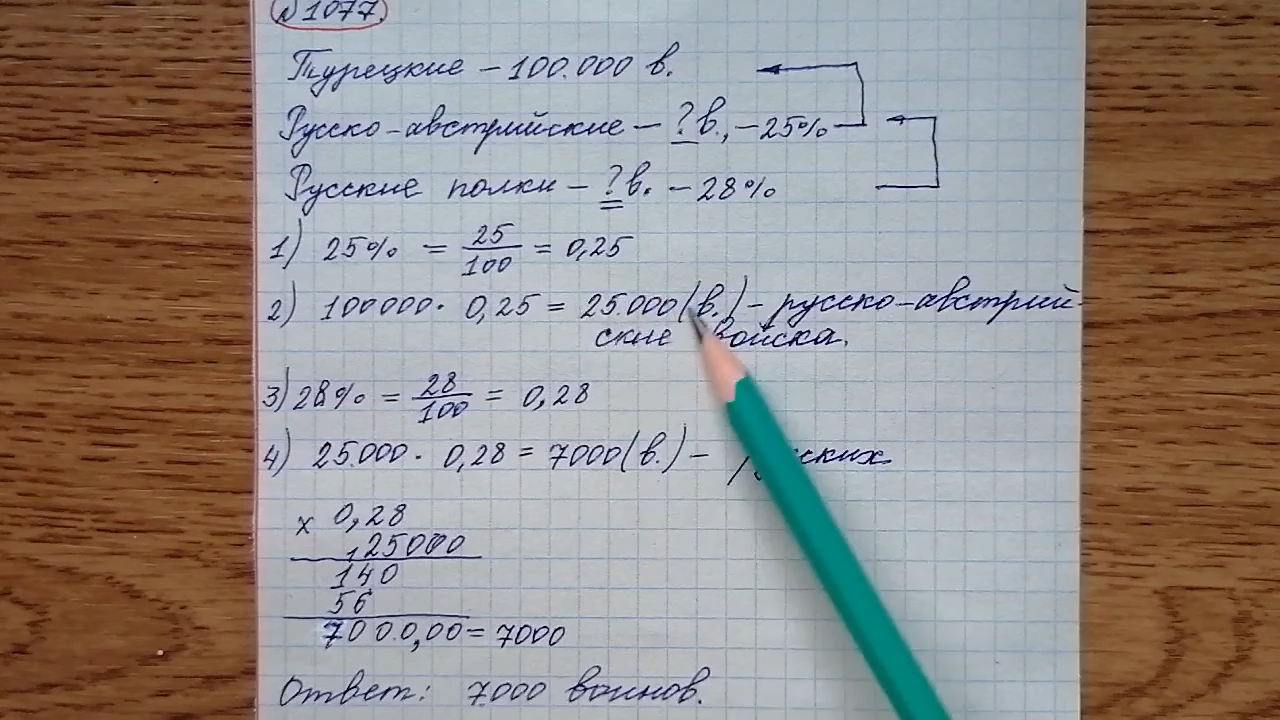 №1077.
Турецкие – 100.000 в.
Русско-австрийские – ? в., – 25%
Русские полки – ? в. – 28%
1) 25% = 25/100 = 0,25
2) 100000 · 0,25 = 25.000 (в.) – русско-австрий-
ские войска.
3) 28% = 28/100 = 0,28
4) 25.000 · 0,28 = 7000 (в.) –
x 0,28
25000
140
56
7000,00 = 7000
Ответ: 7.000 воинов.